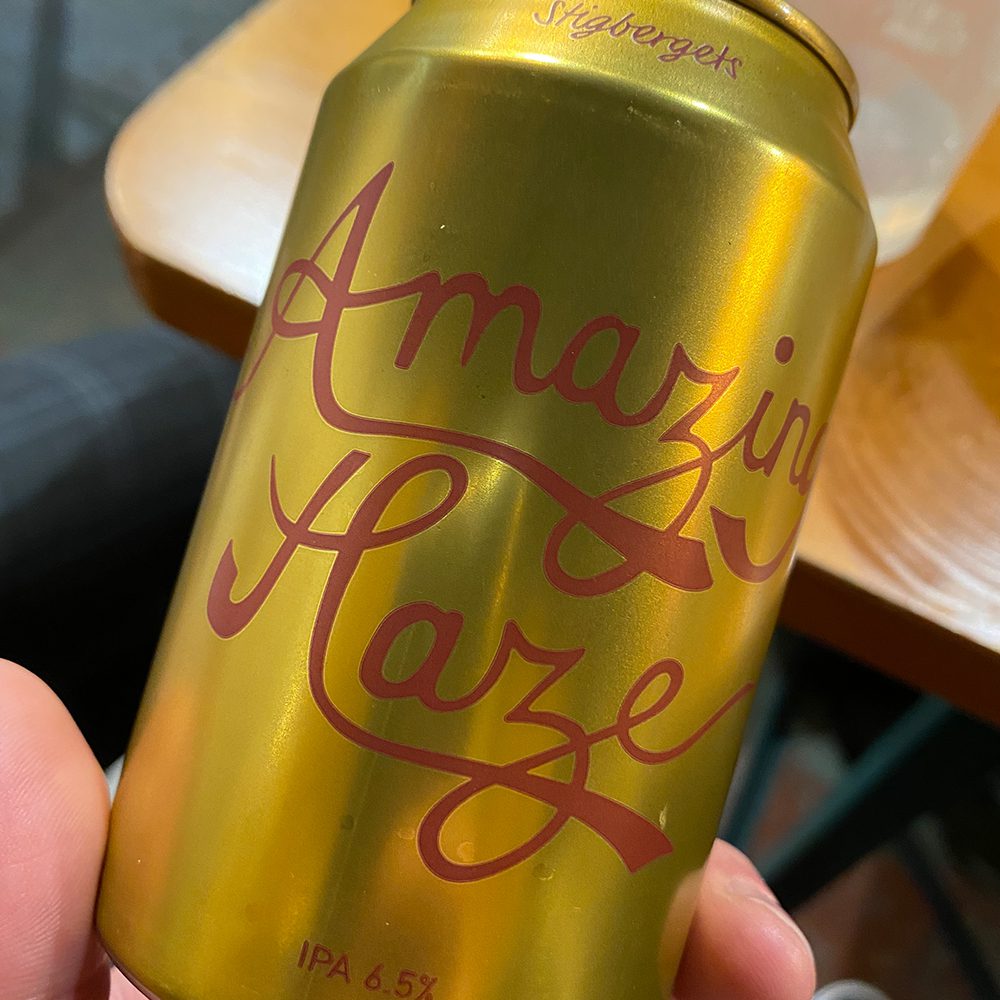 Stigbergets
Amazing
Haze
IPA 6.5%